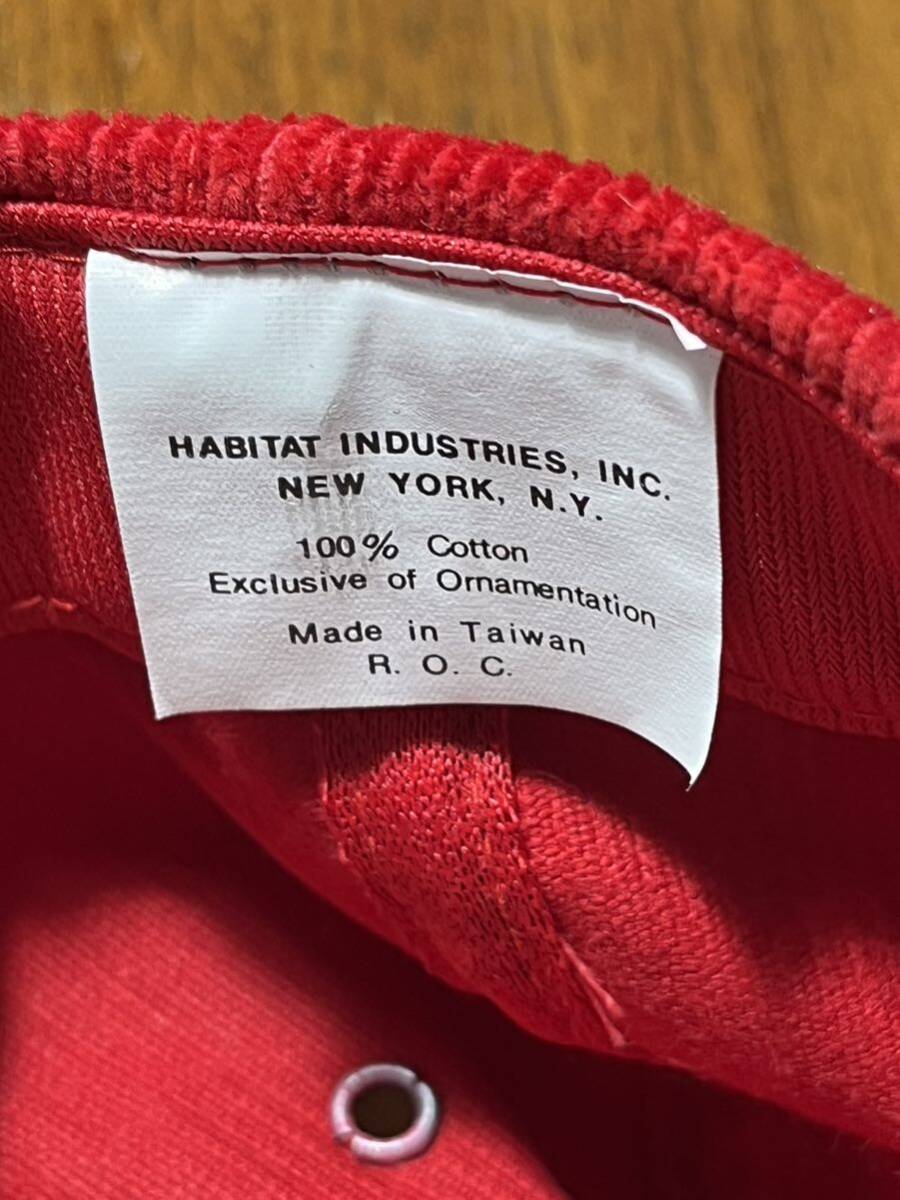 HABITAT INDUSTRIES, INC.
NEW YORK, N.Y.
100% Cotton
Exclusive of Ornamentation
Made in Taiwan
R. O. C.